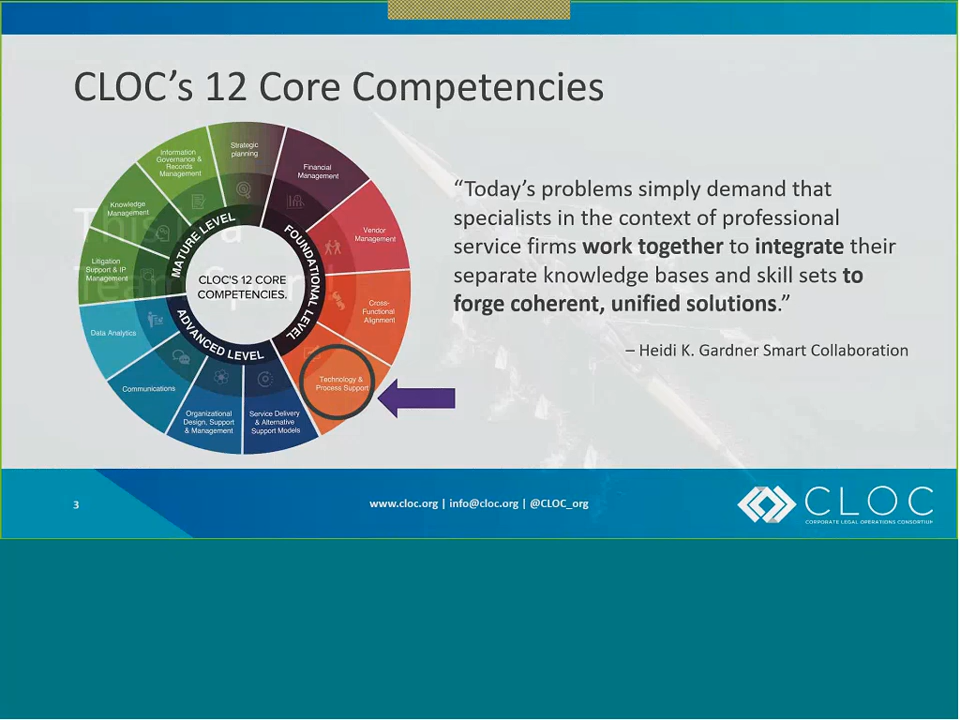 CLOC’s 12 Core Competencies
Strategic
planning
Financial
Management
Vendor
Management
Cross-
Functional
Alignment
Technology &
Process Support
Service Delivery
& Alternative
Support Models
Organizational
Design, Support
& Management
Communications
Data Analytics
Litigation
Support & IP
Management
Knowledge
Management
Information
Governance &
Records
Management
MATURE LEVEL
FOUNDATIONAL LEVEL
ADVANCED LEVEL
CLOC'S 12 CORE
COMPETENCIES.
“Today’s problems simply demand that
specialists in the context of professional
service firms work together to integrate their
separate knowledge bases and skill sets to
forge coherent, unified solutions.”
– Heidi K. Gardner Smart Collaboration
3
www.cloc.org | info@cloc.org | @CLOC_org
CLOC
CORPORATE LEGAL OPERATIONS CONSORTIUM